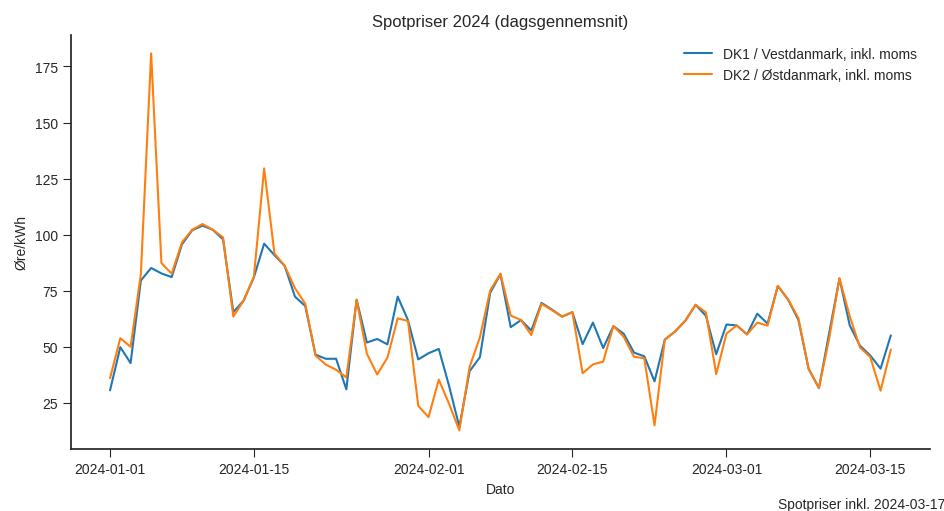 Spotpriser 2024 (dagsgennemsnit)
DK1 / Vestdanmark, inkl. moms
DK2 / Østdanmark, inkl. moms
Øre/kWh
175
150
125
100
75
50
25
2024-01-01 2024-01-15 2024-02-01 2024-02-15 2024-03-01 2024-03-15
Dato
Spotpriser inkl. 2024-03-17